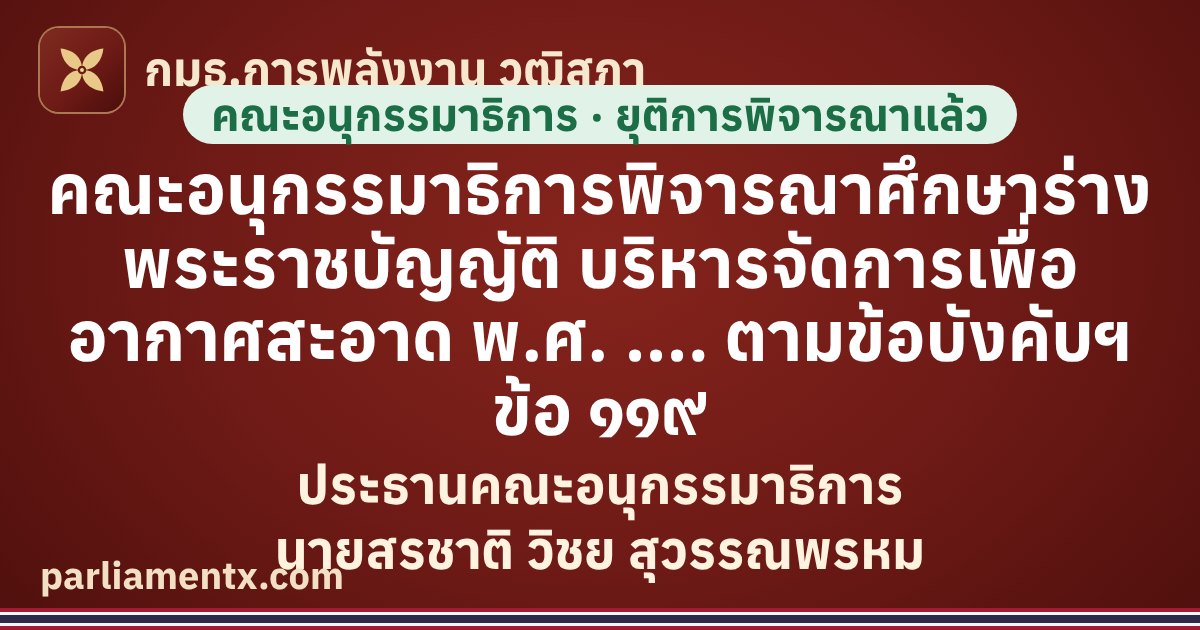 กมธ.การพลังงาน วุฒิสภา
คณะอนุกรรมาธิการ · ยุติการพิจารณาแล้ว
คณะอนุกรรมาธิการพิจารณาศึกษาร่าง
พระราชบัญญัติ บริหารจัดการเพื่อ
อากาศสะอาด พ.ศ. .... ตามข้อบังคับฯ
ข้อ ๑๑๙
ประธานคณะอนุกรรมาธิการ
นายสรชาติ วิชย สุวรรณพรหม
parliamentx.com